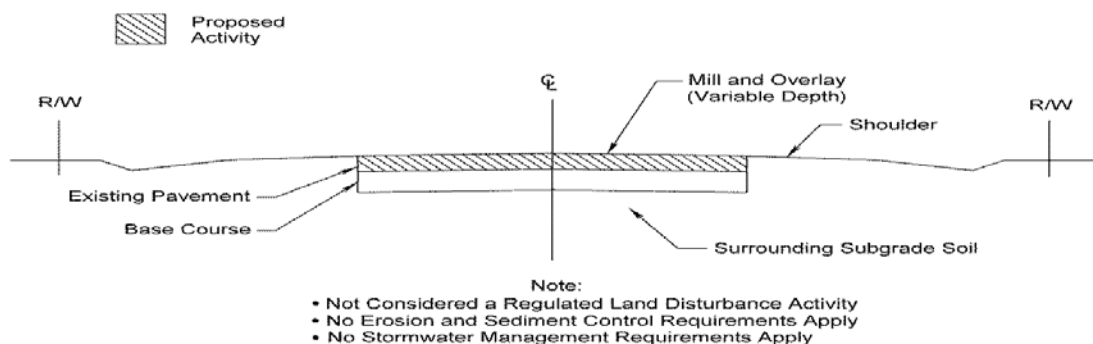 Proposed
Activity
℄
Mill and Overlay
(Variable Depth)
R/W
R/W
Shoulder
Existing Pavement
Base Course
Surrounding Subgrade Soil
Note:
• Not Considered a Regulated Land Disturbance Activity
• No Erosion and Sediment Control Requirements Apply
• No Stormwater Management Requirements Apply